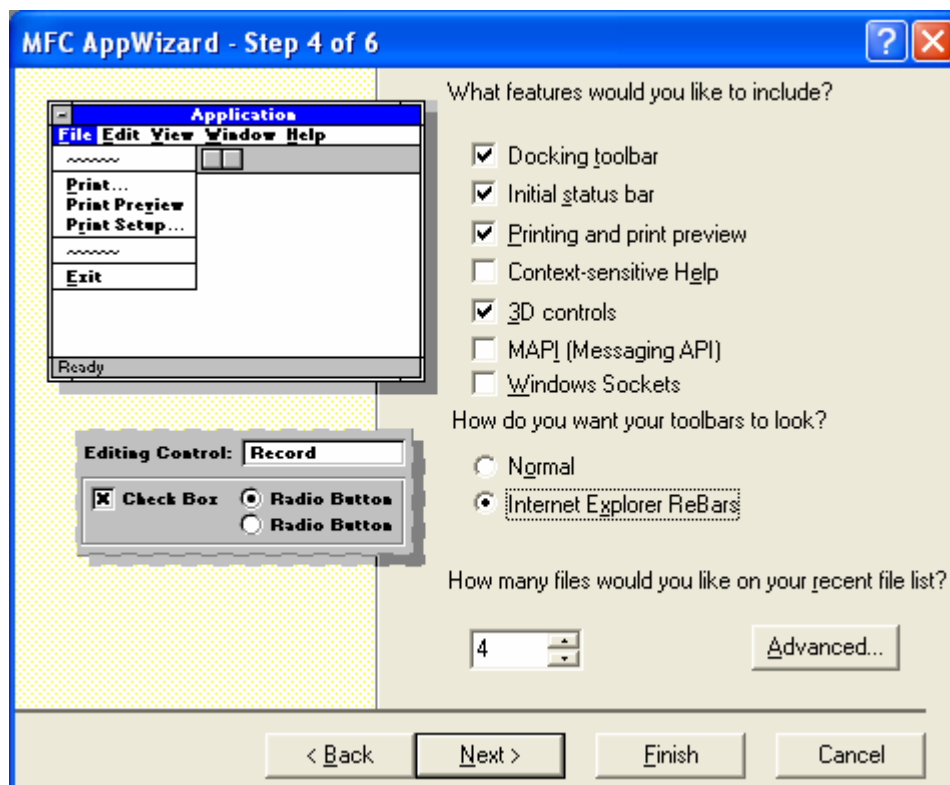 MFC AppWizard - Step 4 of 6
Application
File Edit View Window Help
Print...
Print Preview
Print Setup...
Exit
Ready
Editing Control: Record
Check Box
Radio Button
Radio Button
What features would you like to include?
Docking toolbar
Initial status bar
Printing and print preview
Context-sensitive Help
3D controls
MAPI (Messaging API)
Windows Sockets
How do you want your toolbars to look?
Normal
Internet Explorer ReBars
How many files would you like on your recent file list?
4
Advanced...
< Back
Next >
Finish
Cancel